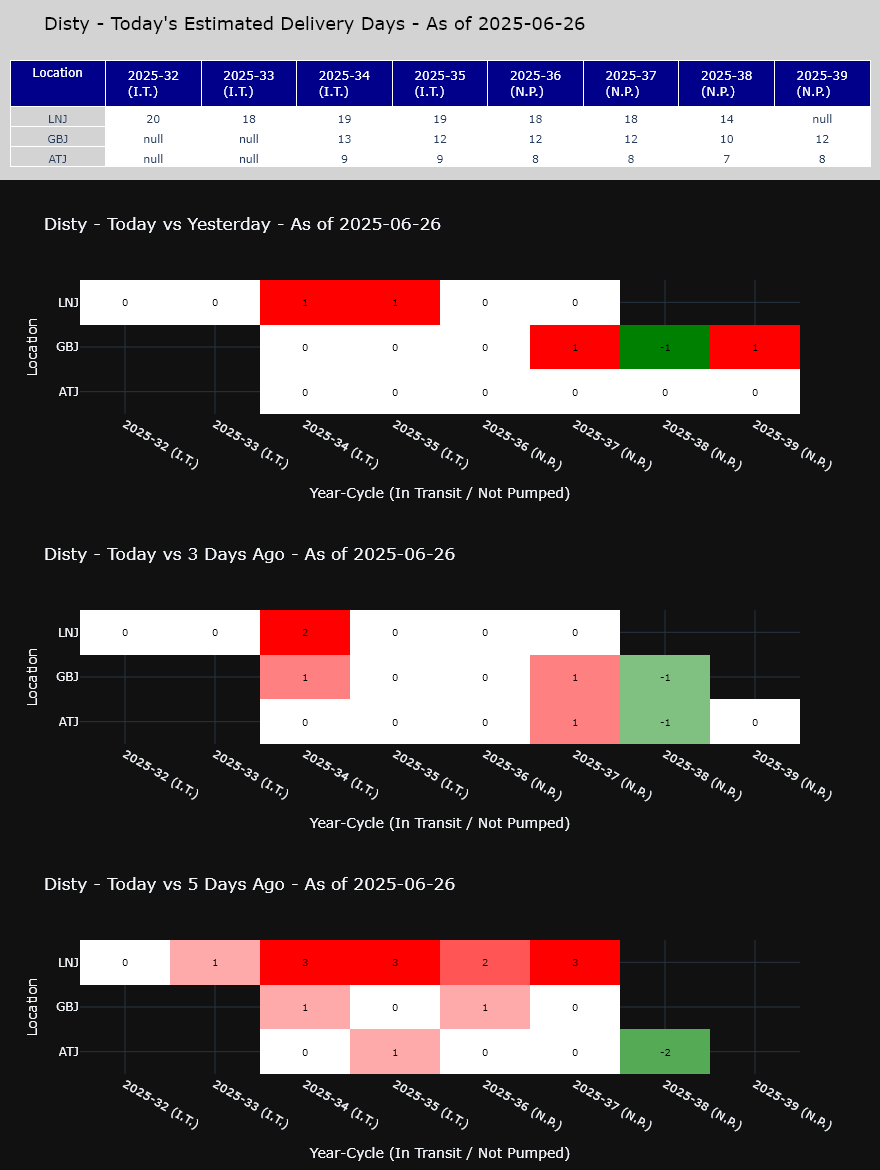 Disty - Today's Estimated Delivery Days - As of 2025-06-26
Location 2025-32 (I.T.) 2025-33 (I.T.) 2025-34 (I.T.) 2025-35 (I.T.) 2025-36 (N.P.) 2025-37 (N.P.) 2025-38 (N.P.) 2025-39 (N.P.)
LNJ 20 18 19 19 18 18 14 null
GBJ null null 13 12 12 12 10 12
ATJ null null 9 9 8 8 7 8
Disty - Today vs Yesterday - As of 2025-06-26
LNJ 0 0 1 1 0 0
GBJ 0 0 0 1 -1 1
ATJ 0 0 0 0 0 0
Location
2025-32 (I.T.) 2025-33 (I.T.) 2025-34 (I.T.) 2025-35 (I.T.) 2025-36 (N.P.) 2025-37 (N.P.) 2025-38 (N.P.) 2025-39 (N.P.)
Year-Cycle (In Transit / Not Pumped)
Disty - Today vs 3 Days Ago - As of 2025-06-26
LNJ 0 0 2 0 0 0
GBJ 1 0 0 1 -1
ATJ 0 0 0 1 -1 0
Location
2025-32 (I.T.) 2025-33 (I.T.) 2025-34 (I.T.) 2025-35 (I.T.) 2025-36 (N.P.) 2025-37 (N.P.) 2025-38 (N.P.) 2025-39 (N.P.)
Year-Cycle (In Transit / Not Pumped)
Disty - Today vs 5 Days Ago - As of 2025-06-26
LNJ 0 1 3 3 2 3
GBJ 1 0 1 0
ATJ 0 1 0 0 -2
Location
2025-32 (I.T.) 2025-33 (I.T.) 2025-34 (I.T.) 2025-35 (I.T.) 2025-36 (N.P.) 2025-37 (N.P.) 2025-38 (N.P.) 2025-39 (N.P.)
Year-Cycle (In Transit / Not Pumped)